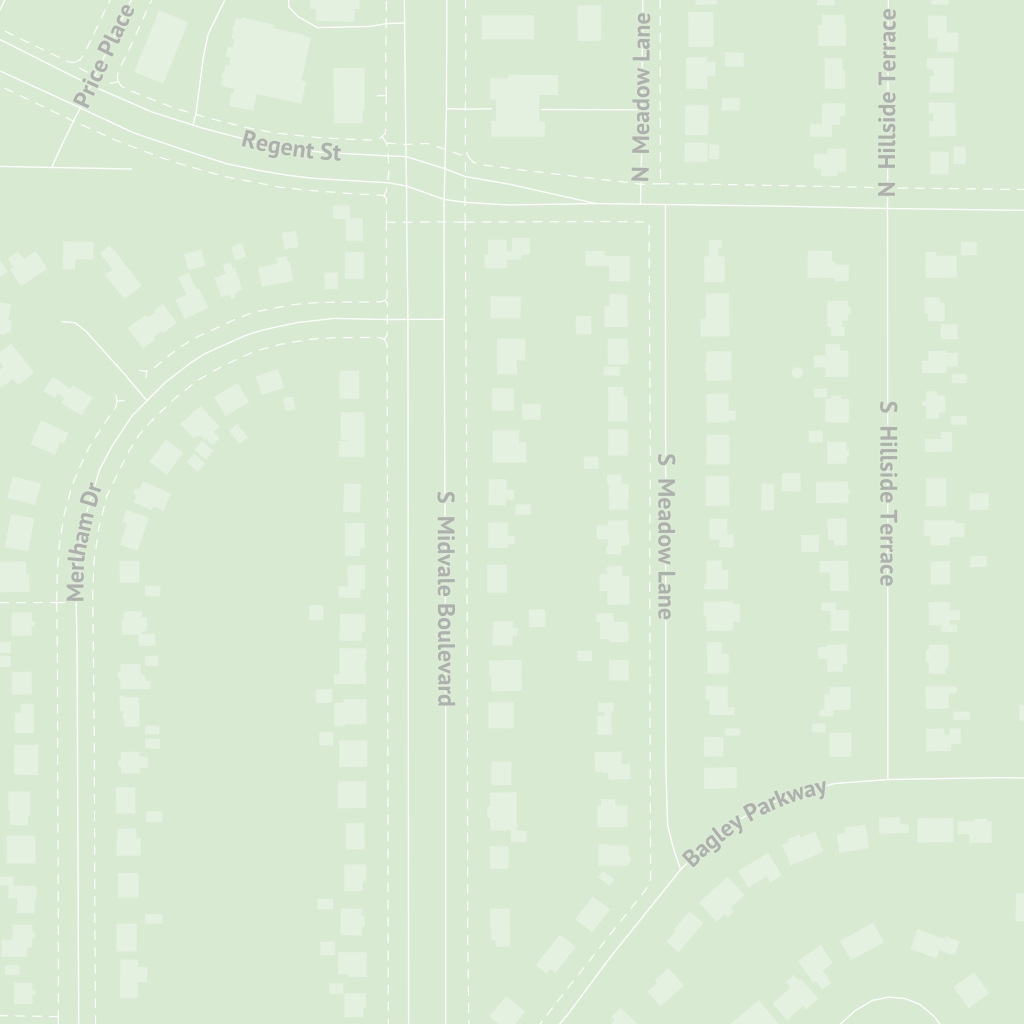 Price Place
Regent St
N Meadow Lane
N Hillside Terrace
Merlham Dr
S Midvale Boulevard
S Meadow Lane
S Hillside Terrace
Bagley Parkway